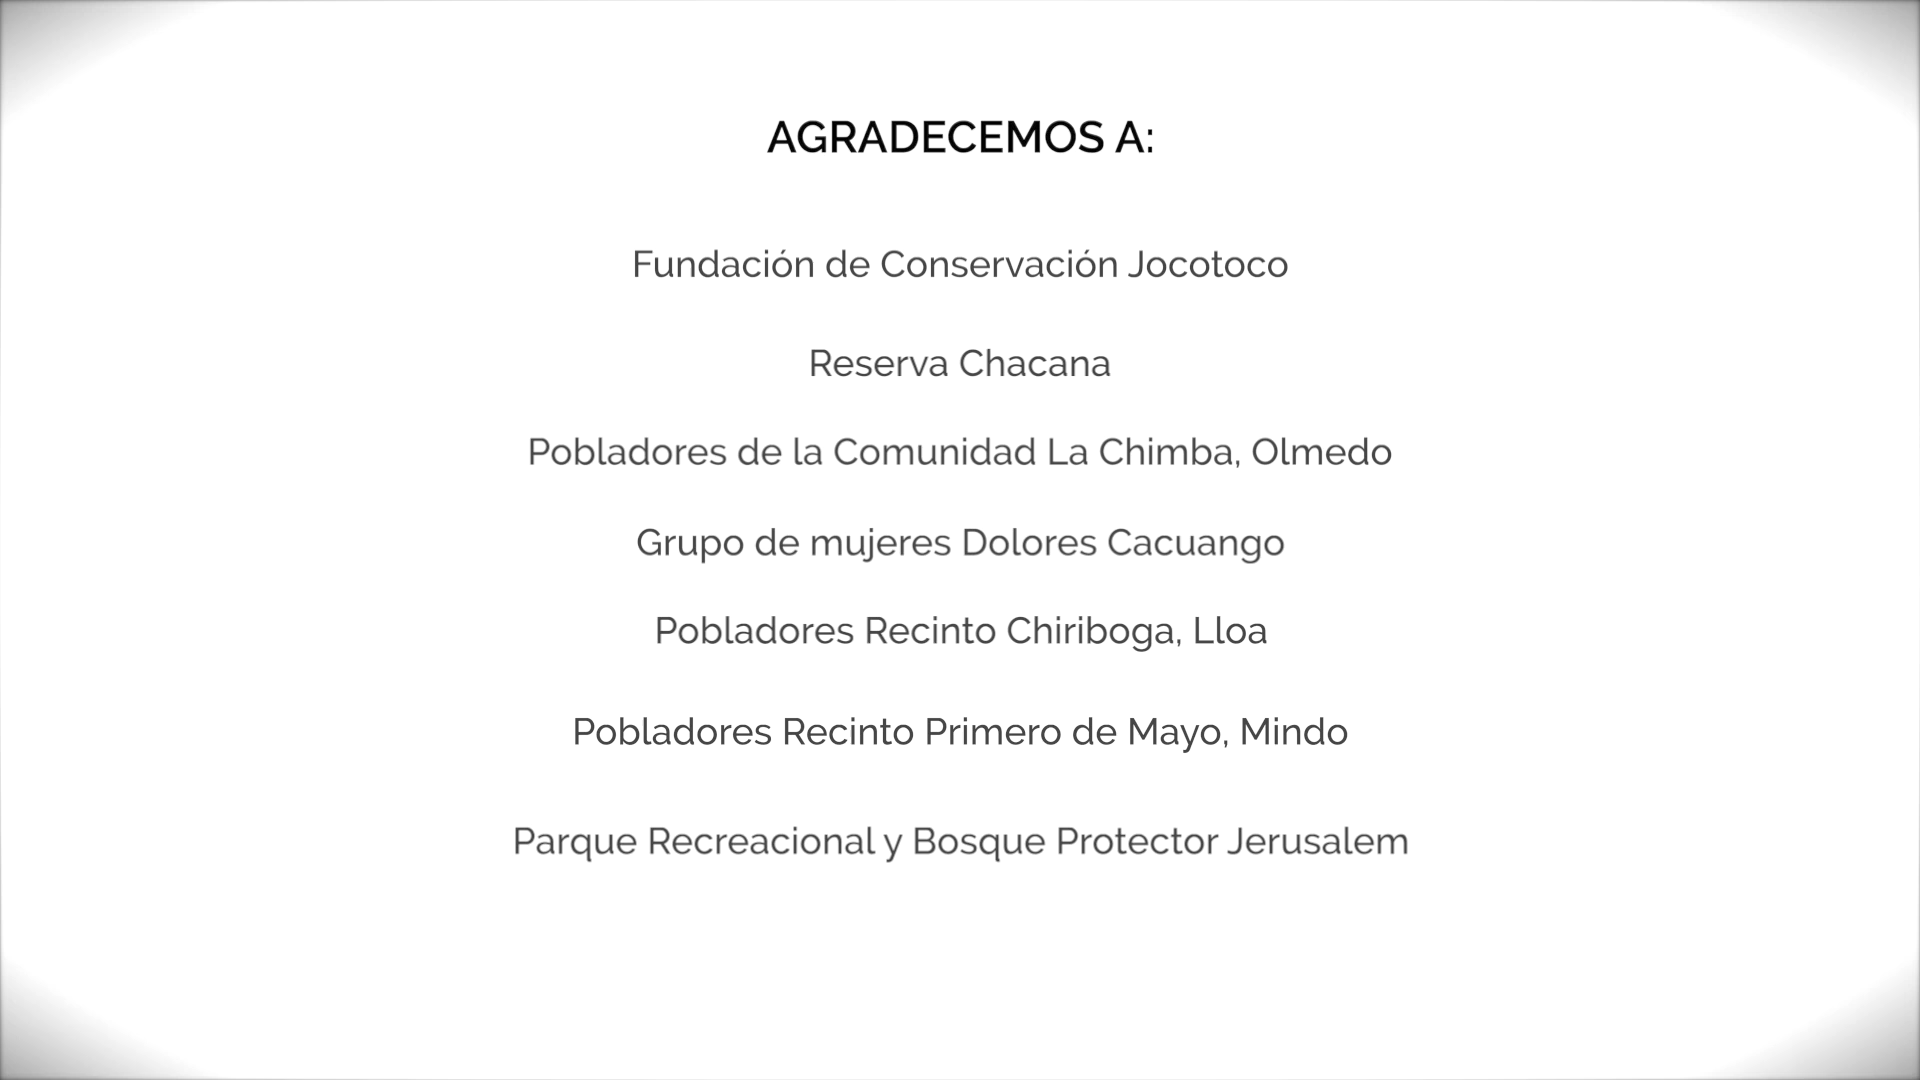 AGRADECEMOS A:
Fundación de Conservación Jocotoco
Reserva Chacana
Pobladores de la Comunidad La Chimba, Olmedo
Grupo de mujeres Dolores Cacuango
Pobladores Recinto Chiriboga, Lloa
Pobladores Recinto Primero de Mayo, Mindo
Parque Recreacional y Bosque Protector Jerusalem